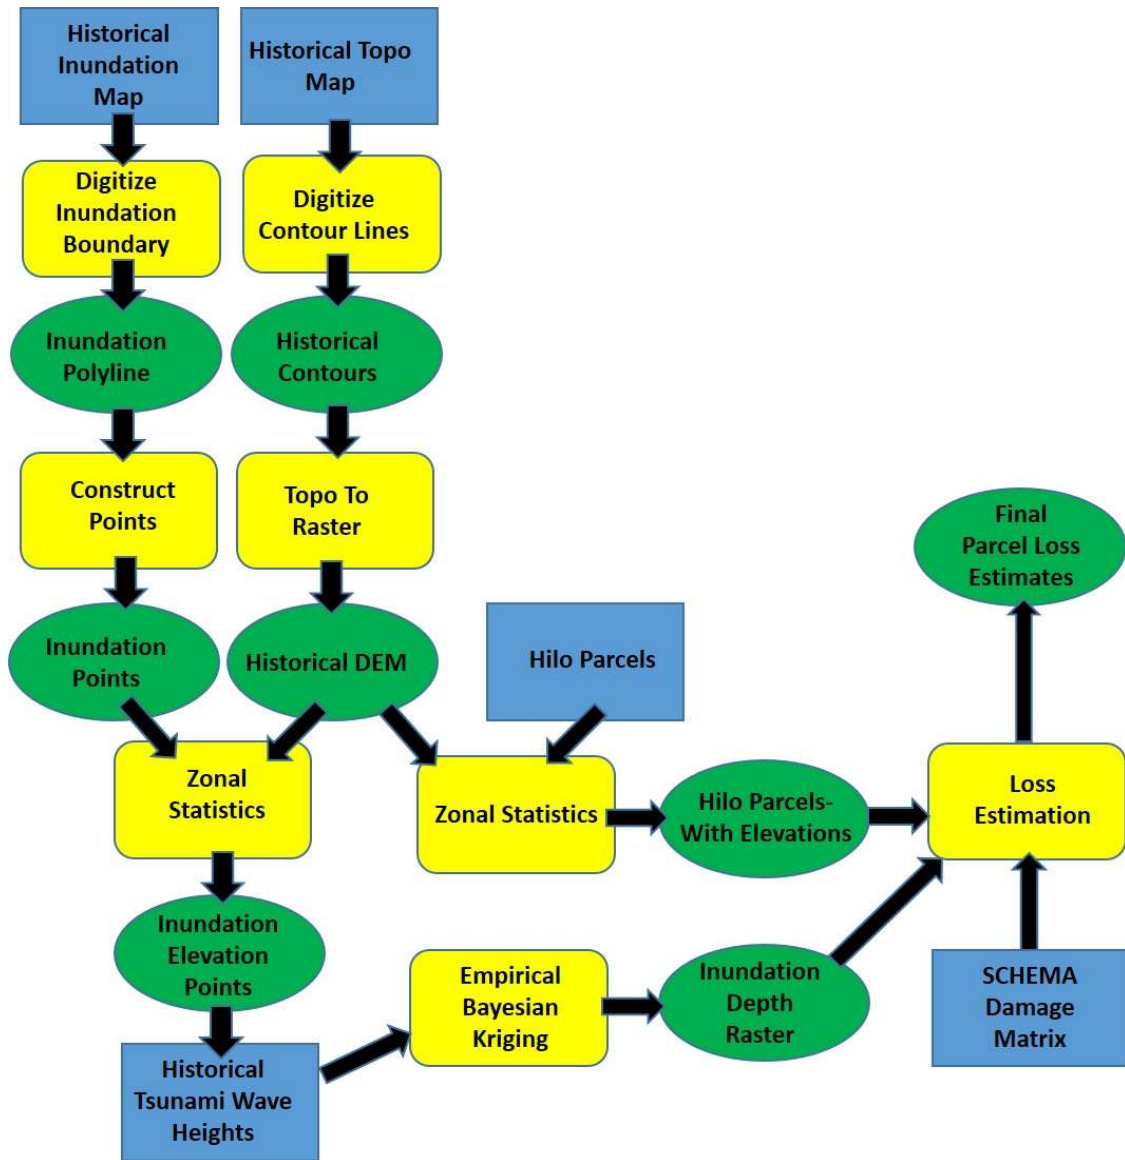 Historical
Inundation
Map
Historical Topo
Map
Digitize
Inundation
Boundary
Digitize
Contour Lines
Inundation
Polyline
Historical
Contours
Construct
Points
Topo To
Raster
Final
Parcel Loss
Estimates
Inundation
Points
Historical DEM
Hilo Parcels
Zonal
Statistics
Zonal Statistics
Hilo Parcels-
With Elevations
Loss
Estimation
Inundation
Elevation
Points
Empirical
Bayesian
Kriging
Inundation
Depth
Raster
SCHEMA
Damage
Matrix
Historical
Tsunami Wave
Heights